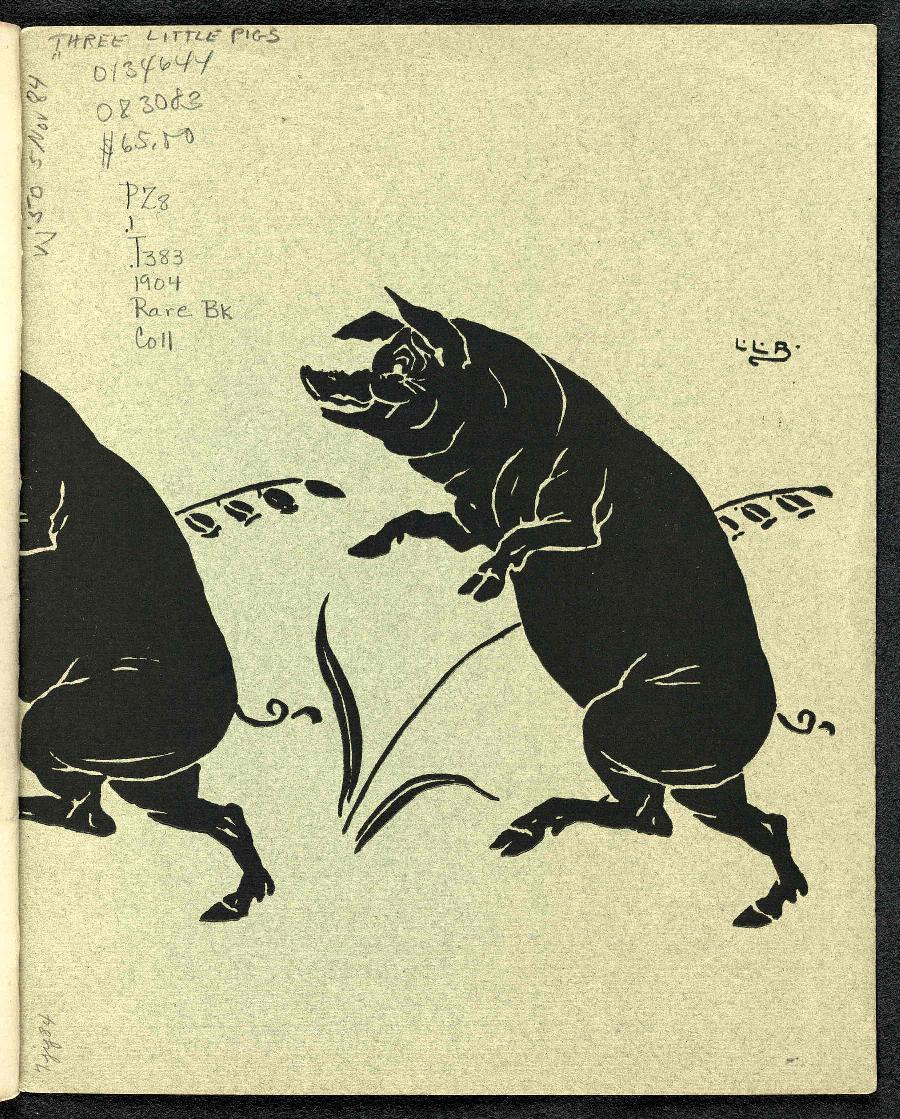 "THREE LITTLE PIGS
0134644
083083
$65.00
PZ8
.1
.T383
1904
Rare Bk
Coll
L.L.B.